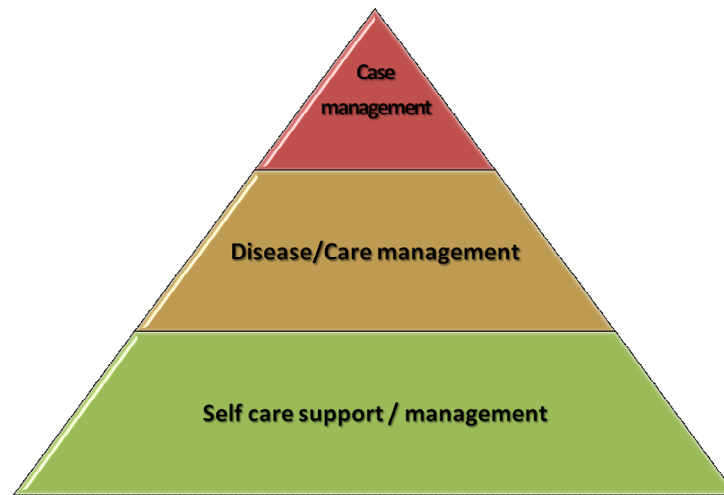 Case
management
Disease/Care management
Self care support / management